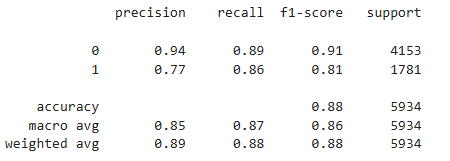 precision recall f1-score support
0 0.94 0.89 0.91 4153
1 0.77 0.86 0.81 1781
accuracy 0.88 5934
macro avg 0.85 0.87 0.86 5934
weighted avg 0.89 0.88 0.88 5934